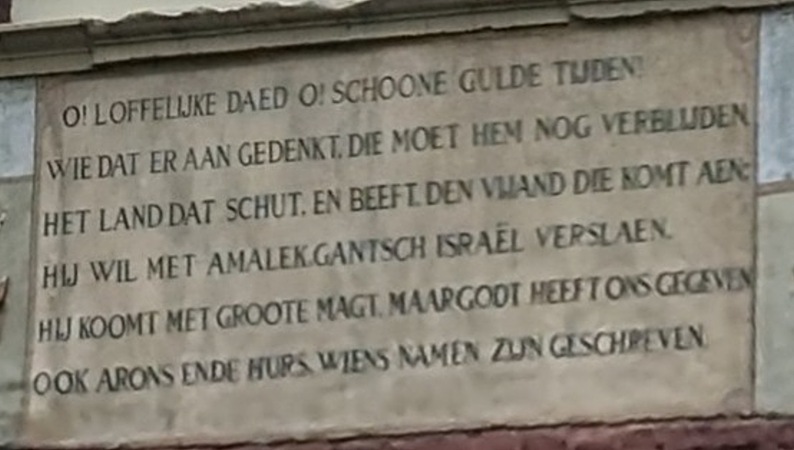 O! LOFFELIJKE DAED O! SCHOONE GULDE TIJDEN!
WIE DAT ER AAN GEDENKT, DIE MOET HEM NOG VERBLIJDEN,
HET LAND DAT SCHUT, EN BEEFT, DEN VIJAND DIE KOMT AEN:
HIJ WIL MET AMALEK, GANTSCH ISRAËL VERSLAEN.
HIJ KOOMT MET GROOTE MAGT, MAAR GODT HEEFT ONS GEGEVEN
OOK ARONS ENDE HURS, WIENS NAMEN ZIJN GESCHREVEN.